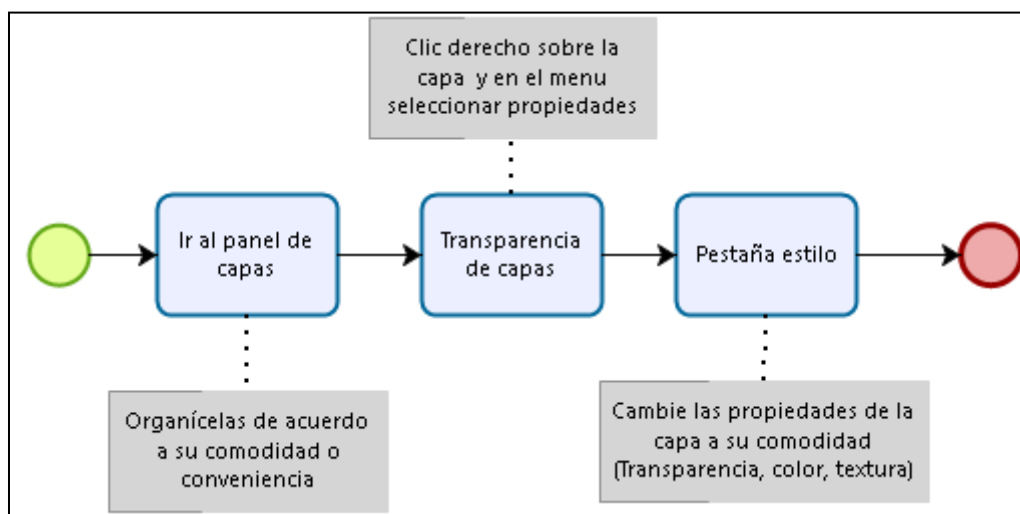 Clic derecho sobre la
capa y en el menu
seleccionar propiedades
Ir al panel de
capas
Transparencia
de capas
Pestaña estilo
Organícelas de acuerdo
a su comodidad o
conveniencia
Cambie las propiedades de la
capa a su comodidad
(Transparencia, color, textura)